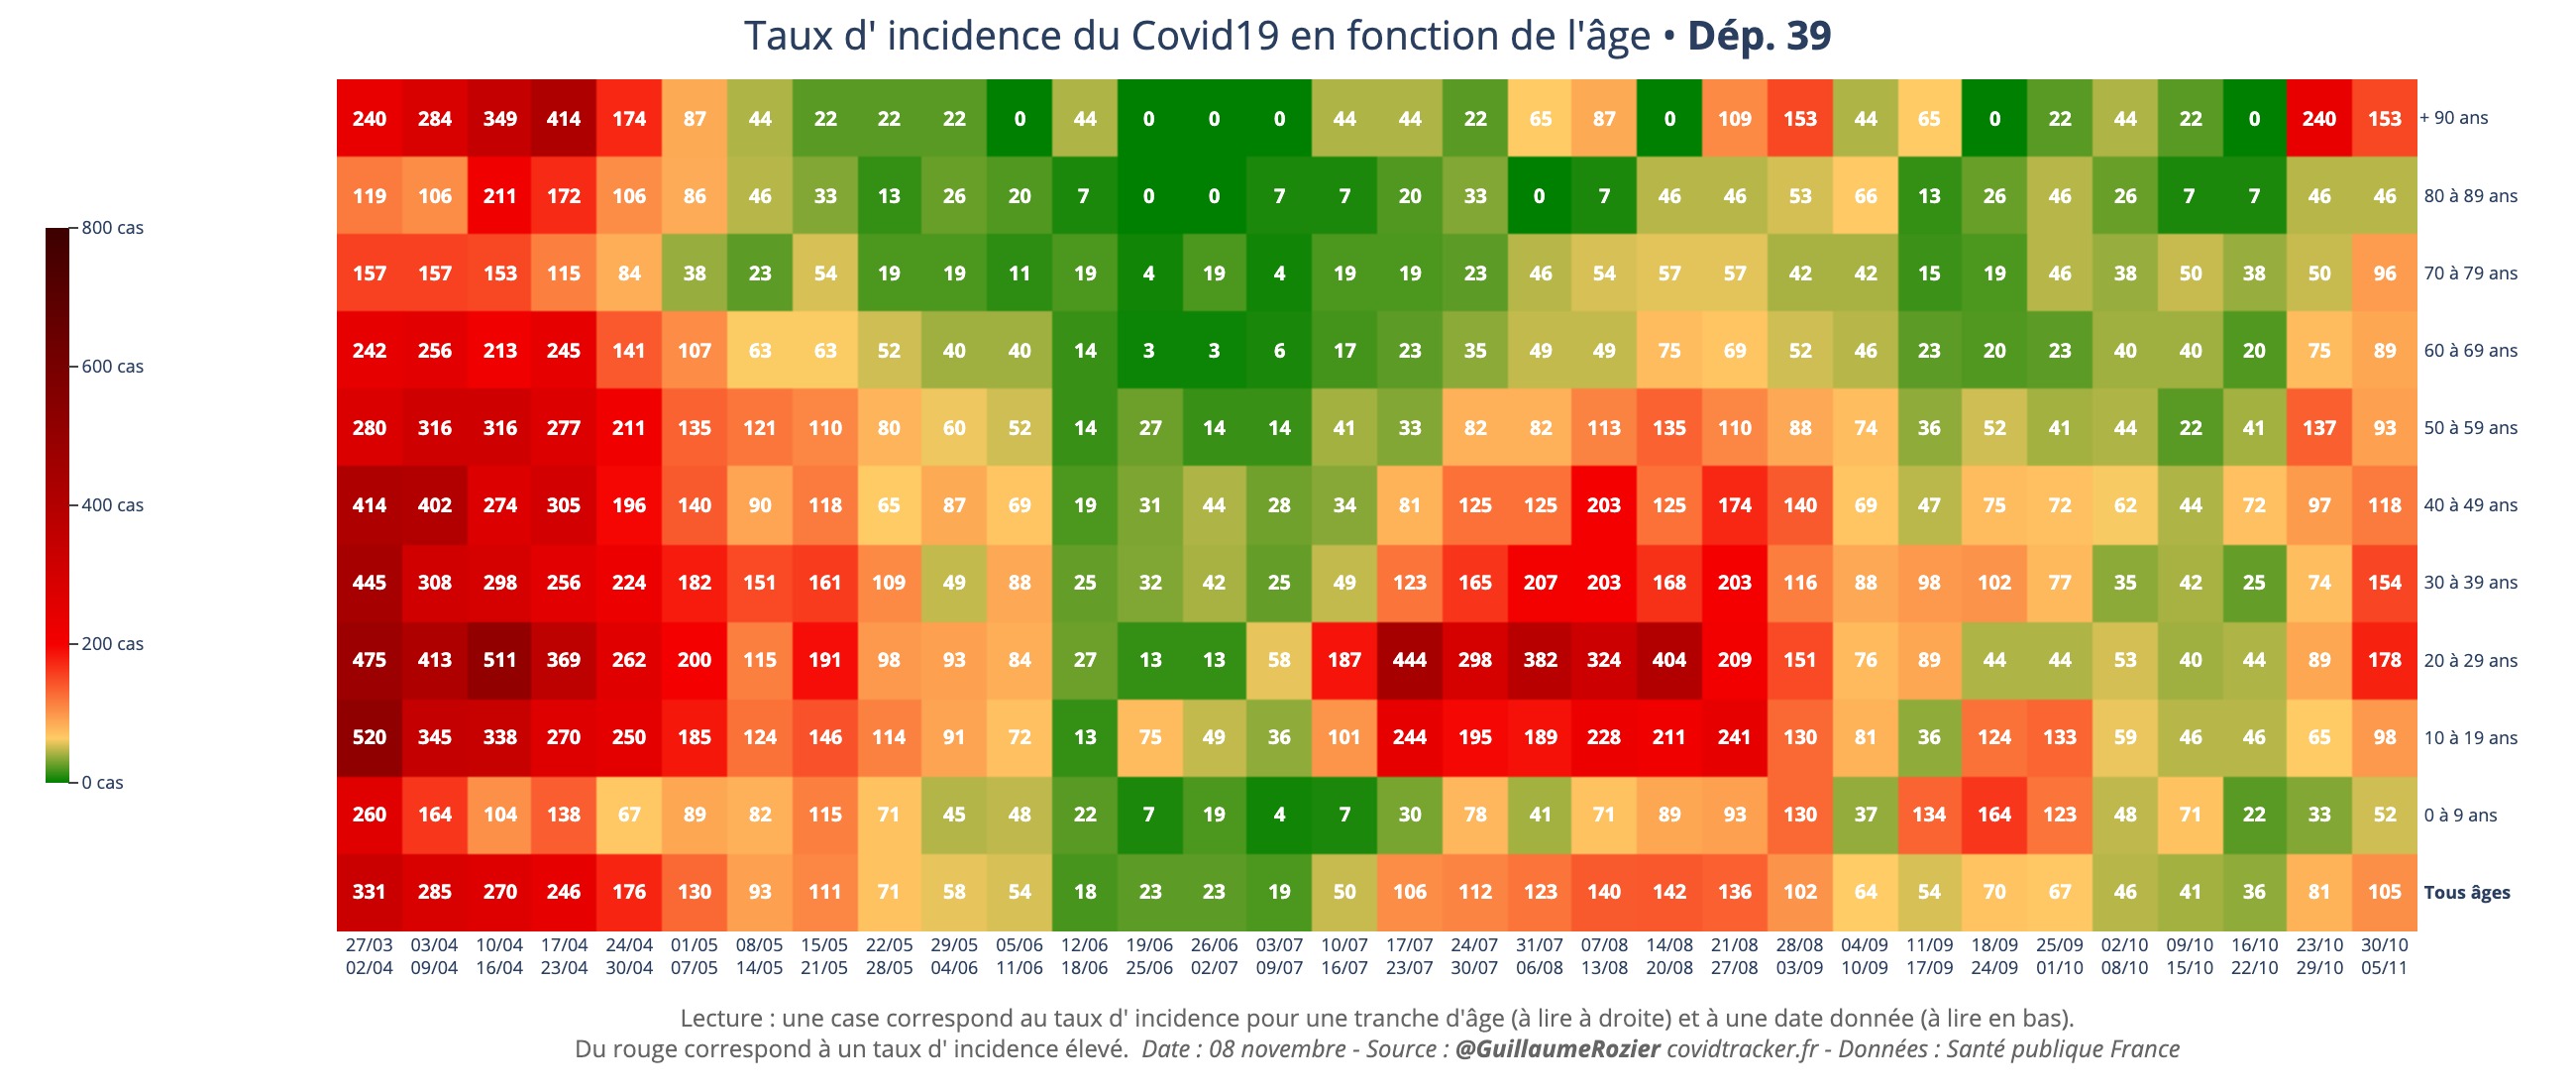 Taux d' incidence du Covid19 en fonction de l'âge • Dép. 39
240 284 349 414 174 87 44 22 22 22 0 44 0 0 0 44 44 22 65 87 0 109 153 44 65 0 22 44 22 0 240 153 + 90 ans
119 106 211 172 106 86 46 33 13 26 20 7 0 0 7 7 20 33 0 7 46 46 53 66 13 26 46 26 7 7 46 46 80 à 89 ans
800 cas
157 157 153 115 84 38 23 54 19 19 11 19 4 19 4 19 19 23 46 54 57 57 42 42 15 19 46 38 50 38 50 96 70 à 79 ans
242 256 213 245 141 107 63 63 52 40 40 14 3 3 6 17 23 35 49 49 75 69 52 46 23 20 23 40 40 20 75 89 60 à 69 ans
600 cas
280 316 316 277 211 135 121 110 80 60 52 14 27 14 14 41 33 82 82 113 135 110 88 74 36 52 41 44 22 41 137 93 50 à 59 ans
400 cas
414 402 274 305 196 140 90 118 65 87 69 19 31 44 28 34 81 125 125 203 125 174 140 69 47 75 72 62 44 72 97 118 40 à 49 ans
445 308 298 256 224 182 151 161 109 49 88 25 32 42 25 49 123 165 207 203 168 203 116 88 98 102 77 35 42 25 74 154 30 à 39 ans
200 cas
475 413 511 369 262 200 115 191 98 93 84 27 13 13 58 187 444 298 382 324 404 209 151 76 89 44 44 53 40 44 89 178 20 à 29 ans
520 345 338 270 250 185 124 146 114 91 72 13 75 49 36 101 244 195 189 228 211 241 130 81 36 124 133 59 46 46 65 98 10 à 19 ans
0 cas
260 164 104 138 67 89 82 115 71 45 48 22 7 19 4 7 30 78 41 71 89 93 130 37 134 164 123 48 71 22 33 52 0 à 9 ans
331 285 270 246 176 130 93 111 71 58 54 18 23 23 19 50 106 112 123 140 142 136 102 64 54 70 67 46 41 36 81 105 Tous âges
27/03 03/04 10/04 17/04 24/04 01/05 08/05 15/05 22/05 29/05 05/06 12/06 19/06 26/06 03/07 10/07 17/07 24/07 31/07 07/08 14/08 21/08 28/08 04/09 11/09 18/09 25/09 02/10 09/10 16/10 23/10 30/10
02/04 09/04 16/04 23/04 30/04 07/05 14/05 21/05 28/05 04/06 11/06 18/06 25/06 02/07 09/07 16/07 23/07 30/07 06/08 13/08 20/08 27/08 03/09 10/09 17/09 24/09 01/10 08/10 15/10 22/10 29/10 05/11
Lecture : une case correspond au taux d' incidence pour une tranche d'âge (à lire à droite) et à une date donnée (à lire en bas).
Du rouge correspond à un taux d' incidence élevé. Date : 08 novembre - Source : @GuillaumeRozier covidtracker.fr - Données : Santé publique France